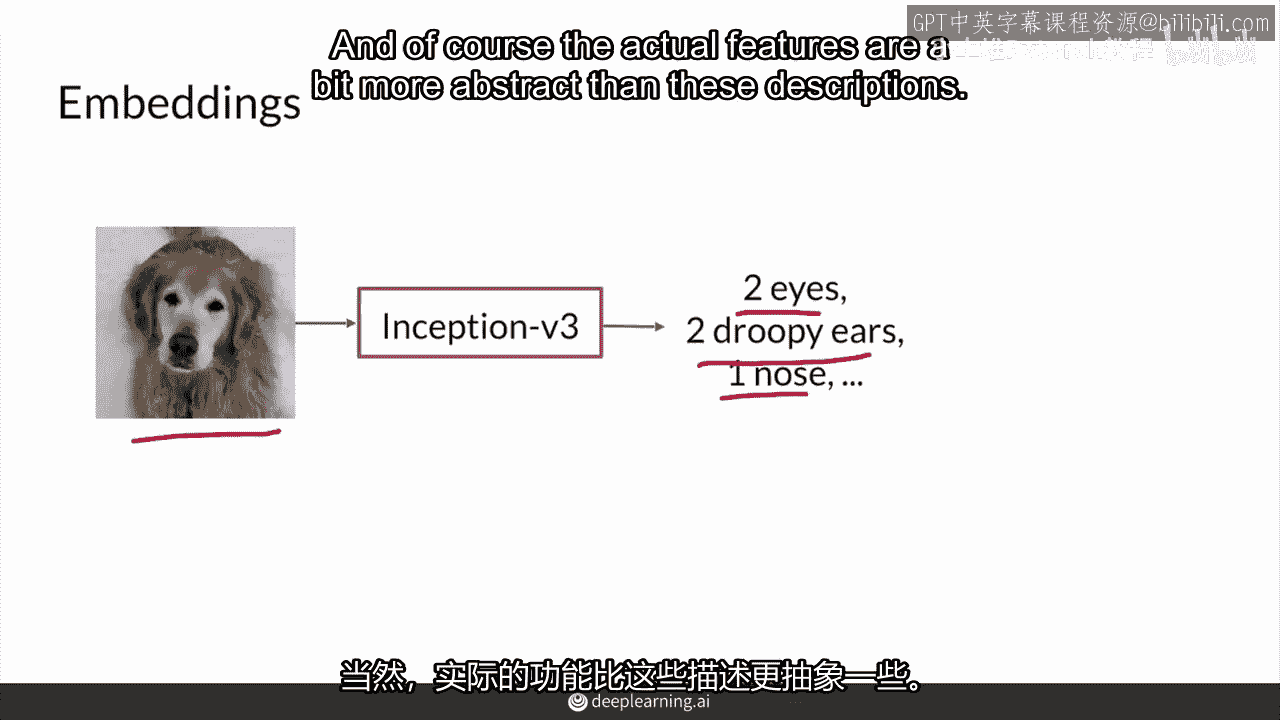 GPT中英字幕课程资源@bilibili.com
And of course the actual features are a
bit more abstract than these descriptions.
Embeddings
Inception-v3
2 eyes,
2 droopy ears,
1 nose, ...
当然，实际的功能比这些描述更抽象一些。
deeplearning.ai